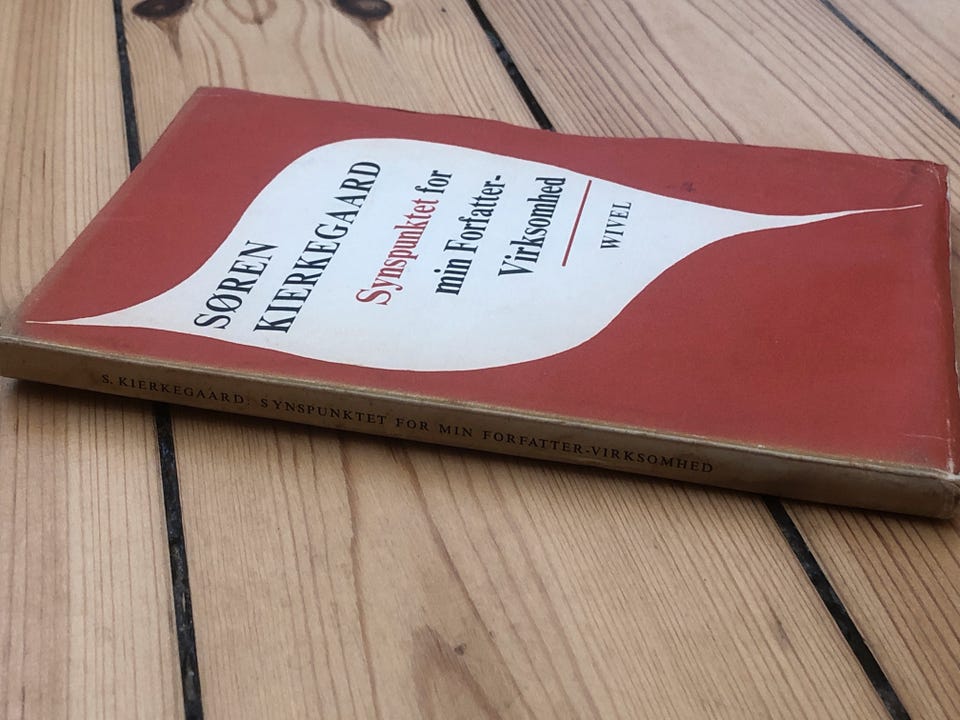 SØREN
KIERKEGAARD
Synspunktet for
min Forfatter-
Virksomhed
WIVEL
S. KIERKEGAARD: SYNSPUNKTET FOR MIN FORFATTER-VIRKSOMHED